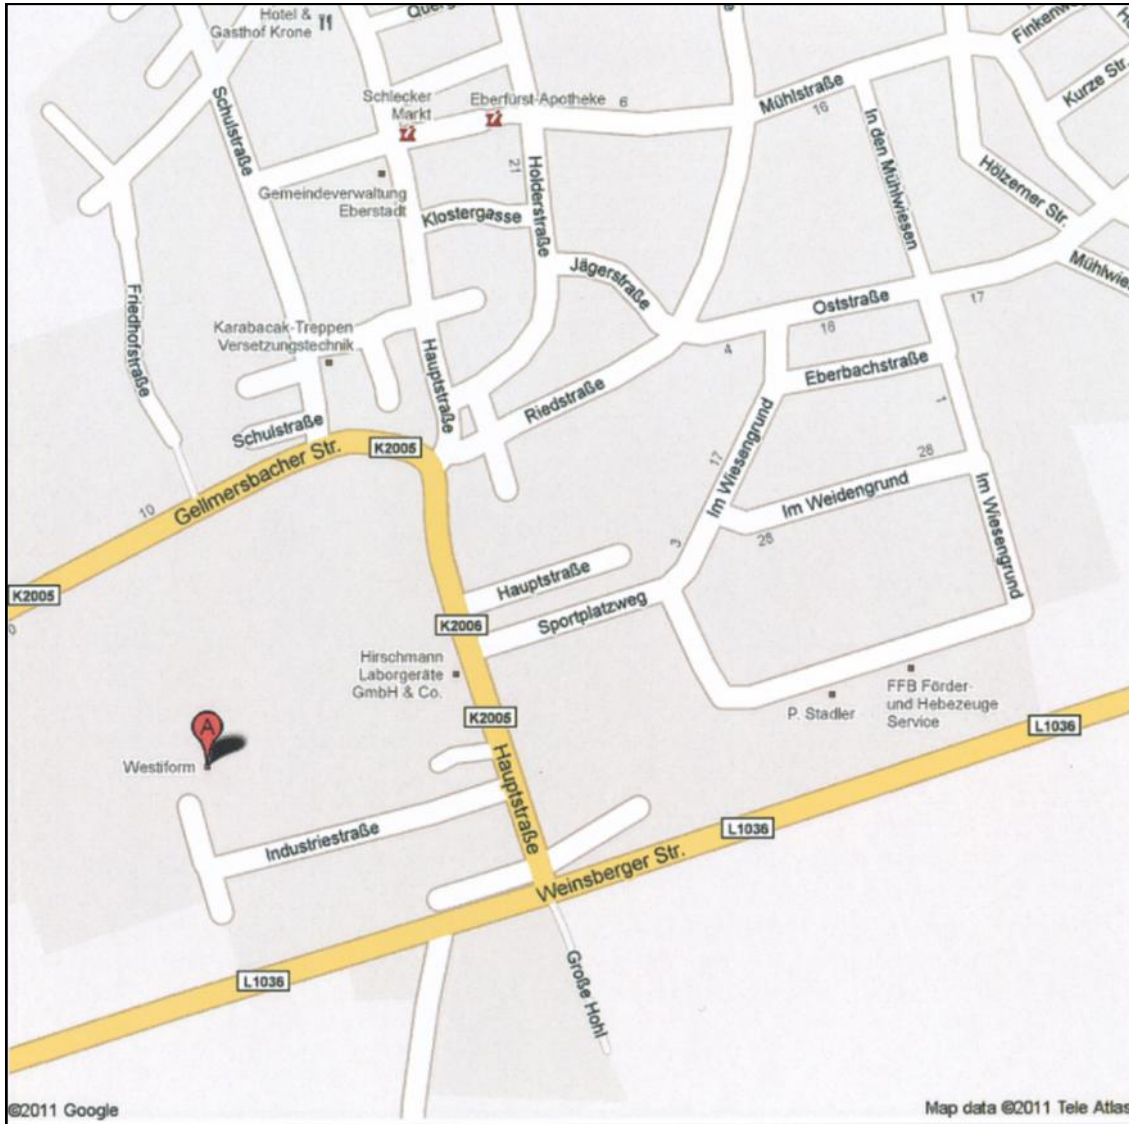 Hotel &
Gasthof Krone
Querg
Finkenw
Kurze Str.
Schlecker
Markt
Eberfürst-Apotheke
6
Mühlstraße
16
Schulstraße
In den Mühlwiesen
Hölzerner Str.
21
Holderstraße
Gemeindeverwaltung
Eberstadt
Klostergasse
Jägerstraße
Mühlwies
Friedhofstraße
Oststraße
17
16
4
Karabacak-Treppen
Versetzungstechnik
Hauptstraße
Eberbachstraße
Riedstraße
1
Schulstraße
K2005
Gellmersbacher Str.
10
17
Im Wiesengrund
28
Im Weidengrund
28
Im Wiesengrund
3
K2005
0
Hauptstraße
Sportplatzweg
K2006
Hirschmann
Laborgeräte
GmbH & Co.
FFB Förder-
und Hebezeuge
Service
P. Stadler
K2005
L1036
A
Westiform
Hauptstraße
Industriestraße
L1036
Weinsberger Str.
L1036
Große Hohl
©2011 Google
Map data ©2011 Tele Atlas